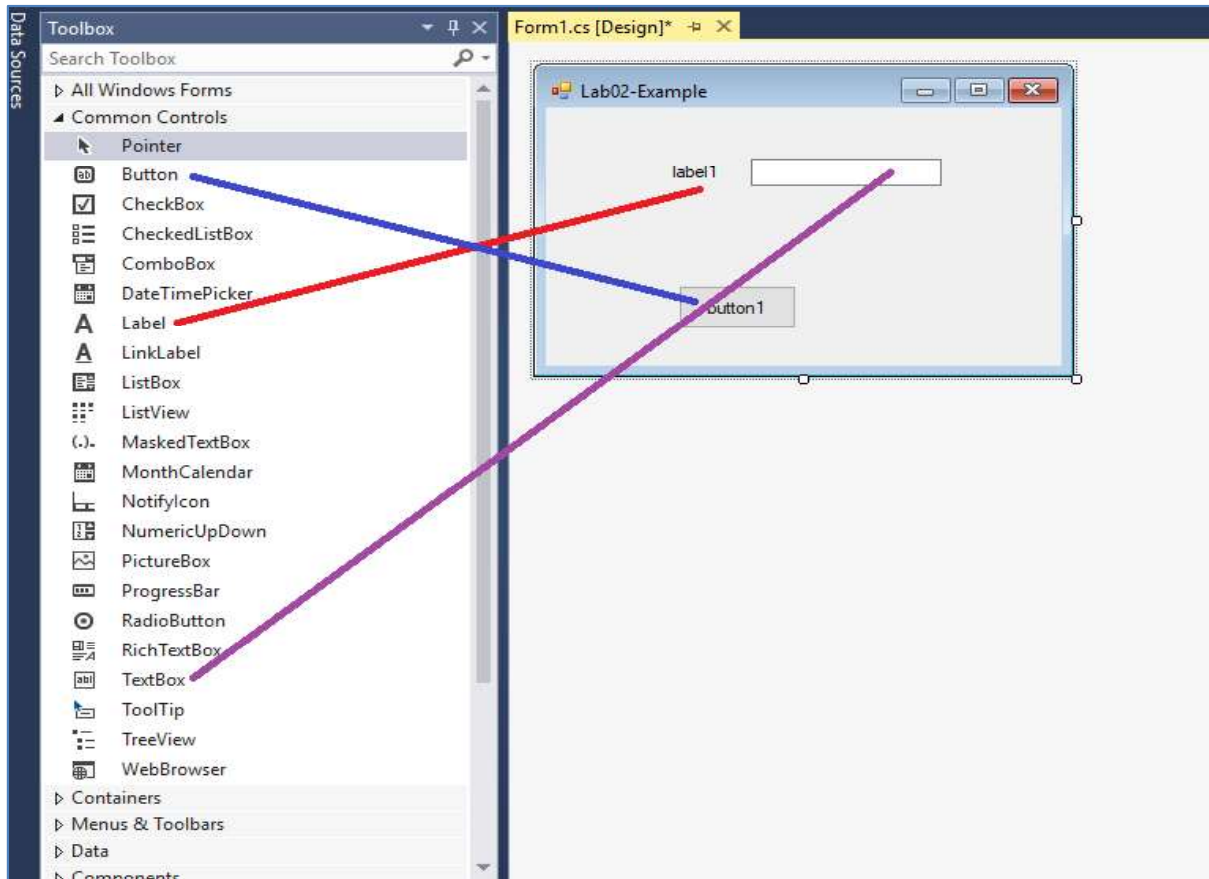 Data Sources
Toolbox
Search Toolbox
All Windows Forms
Common Controls
Pointer
Button
CheckBox
CheckedListBox
ComboBox
DateTimePicker
Label
LinkLabel
ListBox
ListView
MaskedTextBox
MonthCalendar
NotifyIcon
NumericUpDown
PictureBox
ProgressBar
RadioButton
RichTextBox
TextBox
ToolTip
TreeView
WebBrowser
Containers
Menus & Toolbars
Data
Components
Form1.cs [Design]*
Lab02-Example
label1
button1